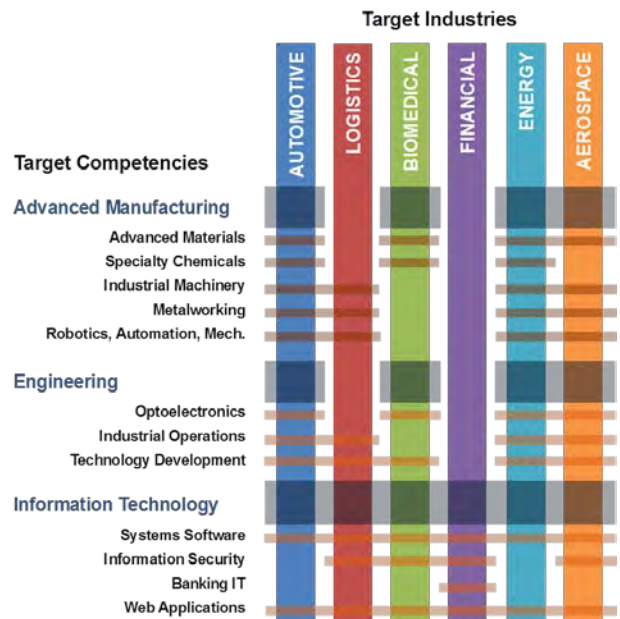 Target Industries
AUTOMOTIVE
LOGISTICS
BIOMEDICAL
FINANCIAL
ENERGY
AEROSPACE
Target Competencies
Advanced Manufacturing
Advanced Materials
Specialty Chemicals
Industrial Machinery
Metalworking
Robotics, Automation, Mech.
Engineering
Optoelectronics
Industrial Operations
Technology Development
Information Technology
Systems Software
Information Security
Banking IT
Web Applications